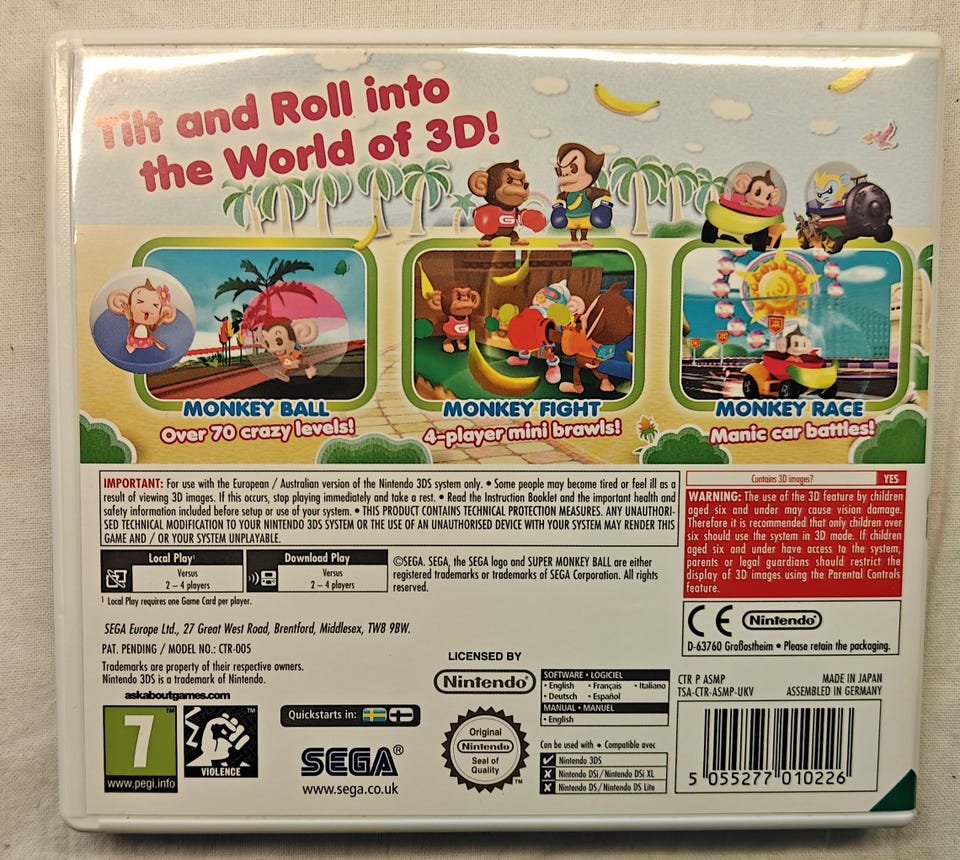 Tilt and Roll into
the World of 3D!
G
G
MONKEY BALL
Over 70 crazy levels!
MONKEY FIGHT
4-player mini brawls!
MONKEY RACE
Manic car battles!
IMPORTANT: For use with the European / Australian version of the Nintendo 3DS system only. • Some people may become tired or feel ill as a
result of viewing 3D images. If this occurs, stop playing immediately and take a rest. • Read the Instruction Booklet and the important health and
safety information included before setup or use of your system. • THIS PRODUCT CONTAINS TECHNICAL PROTECTION MEASURES. ANY UNAUTHORI-
SED TECHNICAL MODIFICATION TO YOUR NINTENDO 3DS SYSTEM OR THE USE OF AN UNAUTHORISED DEVICE WITH YOUR SYSTEM MAY RENDER THIS
GAME AND / OR YOUR SYSTEM UNPLAYABLE.
Contains 3D images? YES
WARNING: The use of the 3D feature by children
aged six and under may cause vision damage.
Therefore it is recommended that only children over
six should use the system in 3D mode. If children
aged six and under have access to the system,
parents or legal guardians should restrict the
display of 3D images using the Parental Controls
feature.
Local Play¹
Versus
2 – 4 players
Download Play
Versus
2 – 4 players
¹ Local Play requires one Game Card per player.
©SEGA. SEGA, the SEGA logo and SUPER MONKEY BALL are either
registered trademarks or trademarks of SEGA Corporation. All rights
reserved.
CE Nintendo®
D-63760 Großostheim • Please retain the packaging.
SEGA Europe Ltd., 27 Great West Road, Brentford, Middlesex, TW8 9BW.
PAT. PENDING / MODEL NO.: CTR-005
Trademarks are property of their respective owners.
Nintendo 3DS is a trademark of Nintendo.
askaboutgames.com
7
www.pegi.info
VIOLENCE
™
Quickstarts in:
SEGA®
www.sega.co.uk
LICENSED BY
Nintendo®
Original
Nintendo
Seal of
Quality
™
SOFTWARE • LOGICIEL
• English • Français • Italiano
• Deutsch • Español
MANUAL • MANUEL
• English
Can be used with • Compatible avec
Nintendo 3DS
Nintendo DSi/Nintendo DSi XL
Nintendo DS/Nintendo DS Lite
CTR P ASMP
TSA-CTR-ASMP-UKV
MADE IN JAPAN
ASSEMBLED IN GERMANY
5 055277 010226